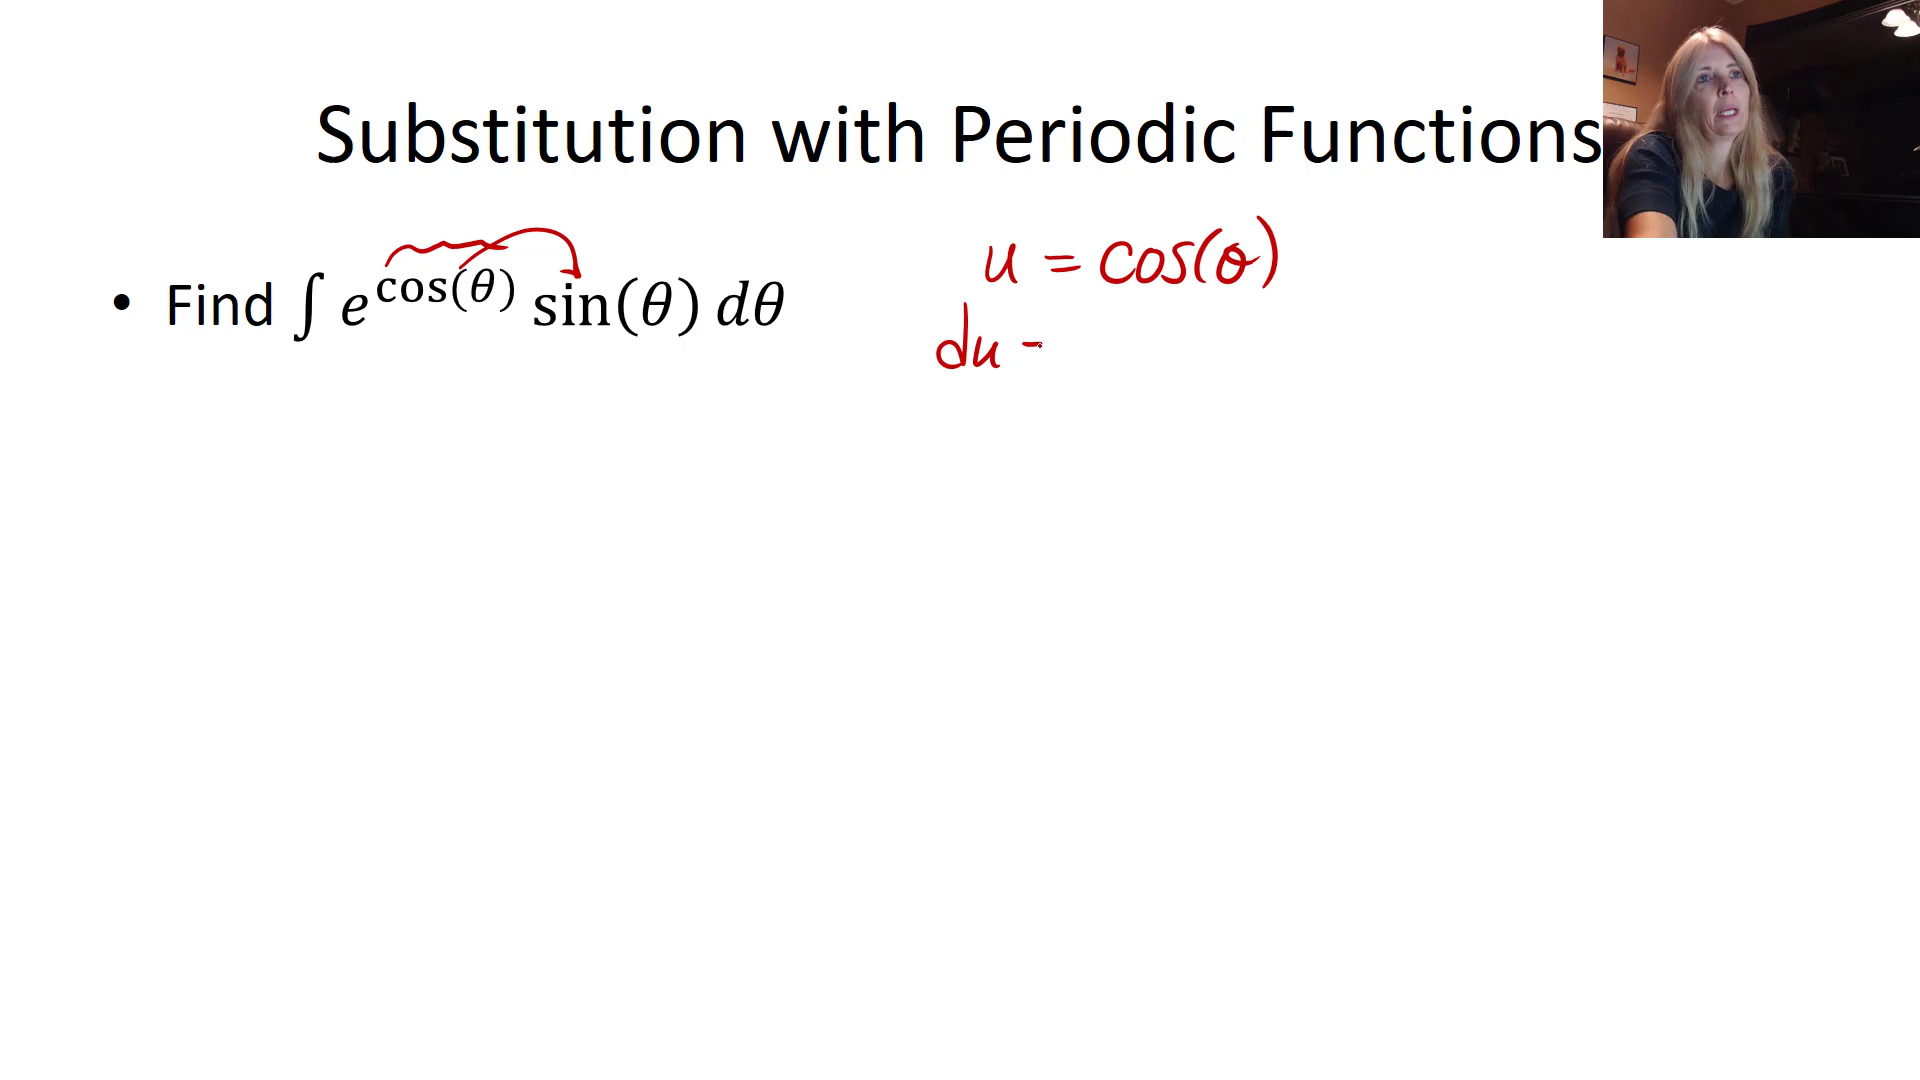 Substitution with Periodic Functions
• Find ∫ e^cos(θ) sin(θ) dθ
u = cos(θ)
du -